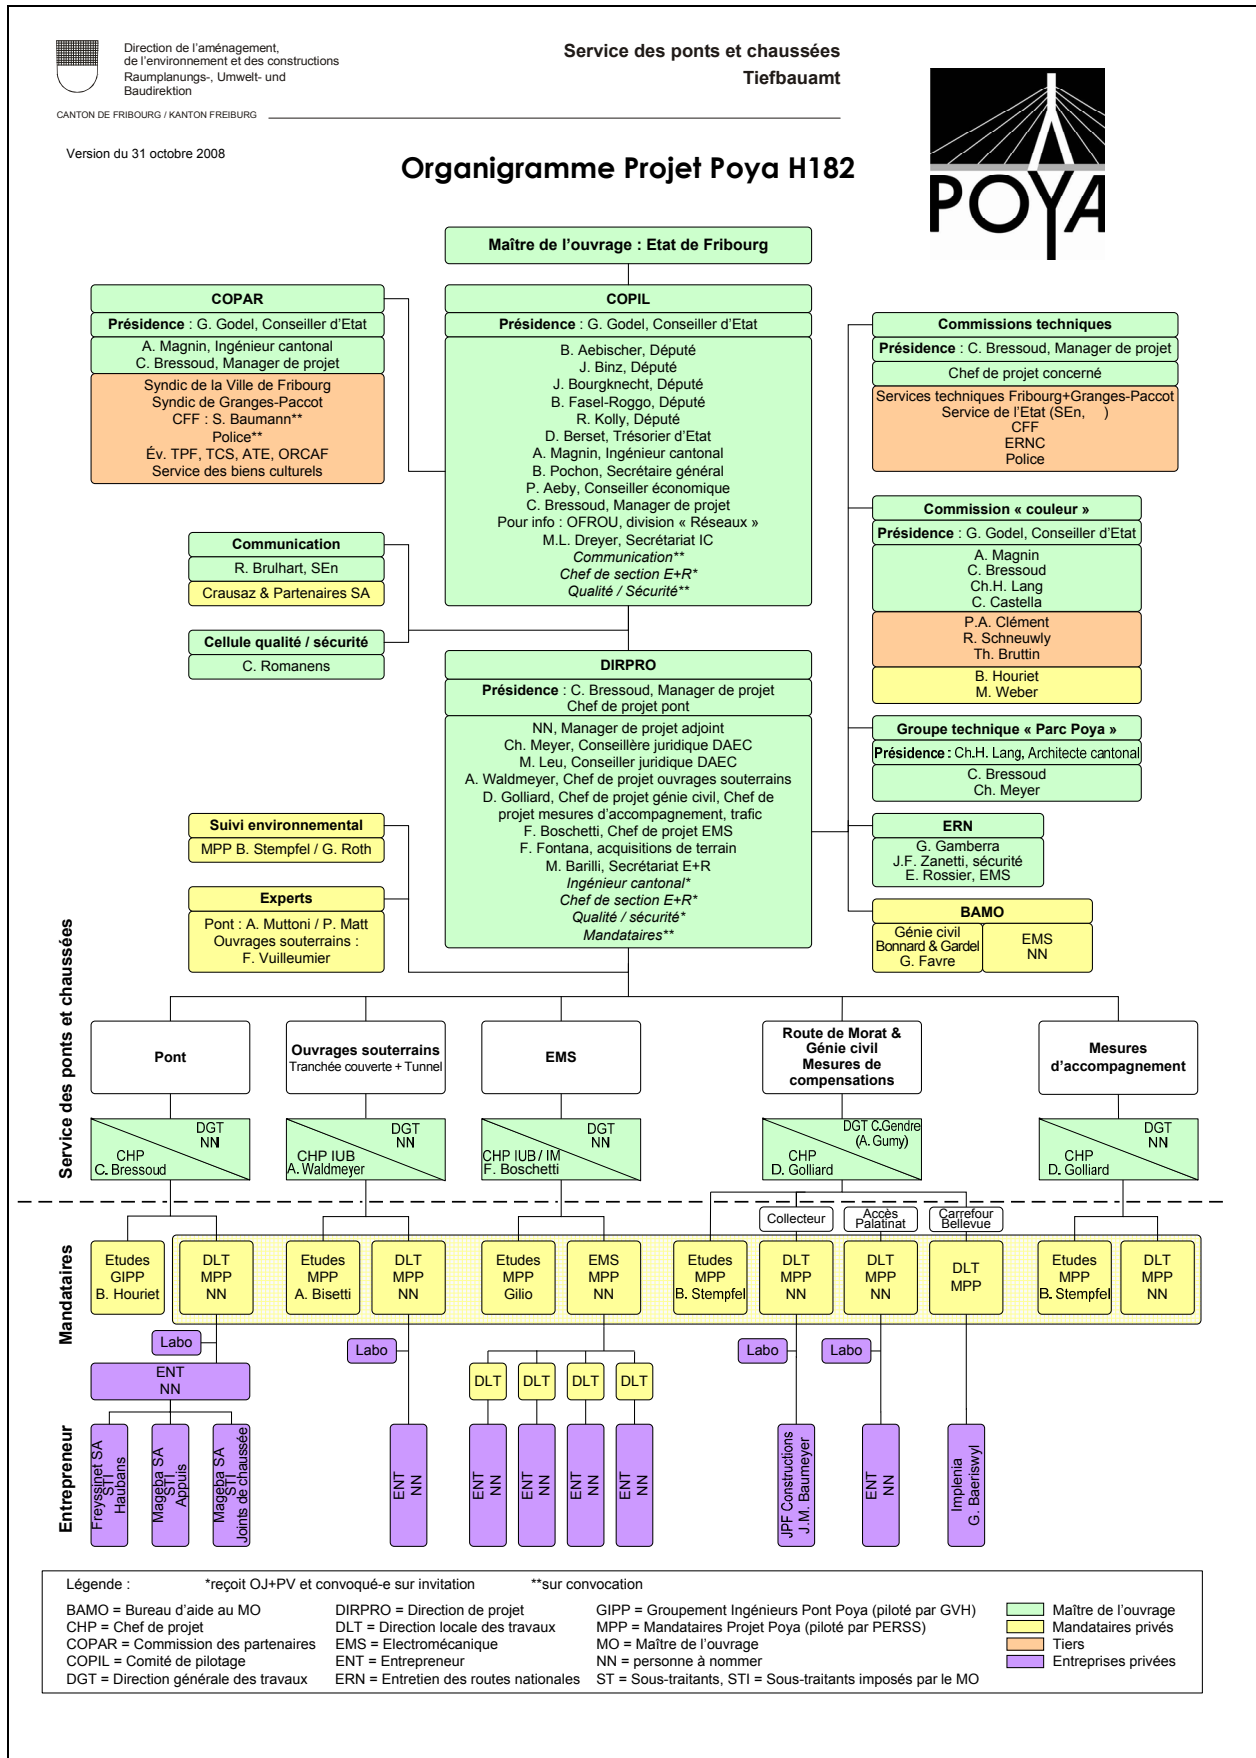 Direction de l'aménagement,
de l'environnement et des constructions
Raumplanungs-, Umwelt- und
Baudirektion
CANTON DE FRIBOURG / KANTON FREIBURG
Service des ponts et chaussées
Tiefbauamt
Version du 31 octobre 2008
Organigramme Projet Poya H182
POYA
Maître de l'ouvrage : Etat de Fribourg
COPAR
Présidence : G. Godel, Conseiller d'Etat
A. Magnin, Ingénieur cantonal
C. Bressoud, Manager de projet
Syndic de la Ville de Fribourg
Syndic de Granges-Paccot
CFF : S. Baumann**
Police**
Év. TPF, TCS, ATE, ORCAF
Service des biens culturels
COPIL
Présidence : G. Godel, Conseiller d'Etat
B. Aebischer, Député
J. Binz, Député
J. Bourgknecht, Député
B. Fasel-Roggo, Député
R. Kolly, Député
D. Berset, Trésorier d'Etat
A. Magnin, Ingénieur cantonal
B. Pochon, Secrétaire général
P. Aeby, Conseiller économique
C. Bressoud, Manager de projet
Pour info : OFROU, division « Réseaux »
M.L. Dreyer, Secrétariat IC
Communication**
Chef de section E+R*
Qualité / Sécurité**
Commissions techniques
Présidence : C. Bressoud, Manager de projet
Chef de projet concerné
Services techniques Fribourg+Granges-Paccot
Service de l'Etat (SEn, )
CFF
ERNC
Police
Commission « couleur »
Présidence : G. Godel, Conseiller d'Etat
A. Magnin
C. Bressoud
Ch.H. Lang
C. Castella
P.A. Clément
R. Schneuwly
Th. Bruttin
B. Houriet
M. Weber
Communication
R. Brulhart, SEn
Crausaz & Partenaires SA
Cellule qualité / sécurité
C. Romanens
DIRPRO
Présidence : C. Bressoud, Manager de projet
Chef de projet pont
NN, Manager de projet adjoint
Ch. Meyer, Conseillère juridique DAEC
M. Leu, Conseiller juridique DAEC
A. Waldmeyer, Chef de projet ouvrages souterrains
D. Golliard, Chef de projet génie civil, Chef de
projet mesures d'accompagnement, trafic
F. Boschetti, Chef de projet EMS
F. Fontana, acquisitions de terrain
M. Barilli, Secrétariat E+R
Ingénieur cantonal*
Chef de section E+R*
Qualité / sécurité*
Mandataires**
Groupe technique « Parc Poya »
Présidence : Ch.H. Lang, Architecte cantonal
C. Bressoud
Ch. Meyer
ERN
G. Gamberra
J.F. Zanetti, sécurité
E. Rossier, EMS
BAMO
Génie civil
Bonnard & Gardel
G. Favre
EMS
NN
Suivi environnemental
MPP B. Stempfel / G. Roth
Experts
Pont : A. Muttoni / P. Matt
Ouvrages souterrains :
F. Vuilleumier
Service des ponts et chaussées
Pont
Ouvrages souterrains
Tranchée couverte + Tunnel
EMS
Route de Morat &
Génie civil
Mesures de
compensations
Mesures
d'accompagnement
DGT
NN
CHP
C. Bressoud
DGT
NN
CHP IUB
A. Waldmeyer
DGT
NN
CHP IUB / IM
F. Boschetti
DGT C.Gendre
(A. Gumy)
CHP
D. Golliard
DGT
NN
CHP
D. Golliard
Mandataires
Collecteur
Accès
Palatinat
Carrefour
Bellevue
Etudes
GIPP
B. Houriet
DLT
MPP
NN
Etudes
MPP
A. Bisetti
DLT
MPP
NN
Etudes
MPP
Gilio
EMS
MPP
NN
Etudes
MPP
B. Stempfel
DLT
MPP
NN
DLT
MPP
NN
DLT
MPP
Etudes
MPP
B. Stempfel
DLT
MPP
NN
Entrepreneur
Labo
Labo
Labo
Labo
ENT
NN
DLT
DLT
DLT
DLT
Freyssinet SA
STI
Haubans
Mageba SA
STI
Appuis
Mageba SA
STI
Joints de chaussée
ENT
NN
ENT
NN
ENT
NN
ENT
NN
ENT
NN
JPF Constructions
J.M. Baumeyer
ENT
NN
Implenia
G. Baeriswyl
Légende : *reçoit OJ+PV et convoqué-e sur invitation **sur convocation
BAMO = Bureau d'aide au MO
CHP = Chef de projet
COPAR = Commission des partenaires
COPIL = Comité de pilotage
DGT = Direction générale des travaux
DIRPRO = Direction de projet
DLT = Direction locale des travaux
EMS = Electromécanique
ENT = Entrepreneur
ERN = Entretien des routes nationales
GIPP = Groupement Ingénieurs Pont Poya (piloté par GVH)
MPP = Mandataires Projet Poya (piloté par PERSS)
MO = Maître de l'ouvrage
NN = personne à nommer
ST = Sous-traitants, STI = Sous-traitants imposés par le MO
Maître de l'ouvrage
Mandataires privés
Tiers
Entreprises privées